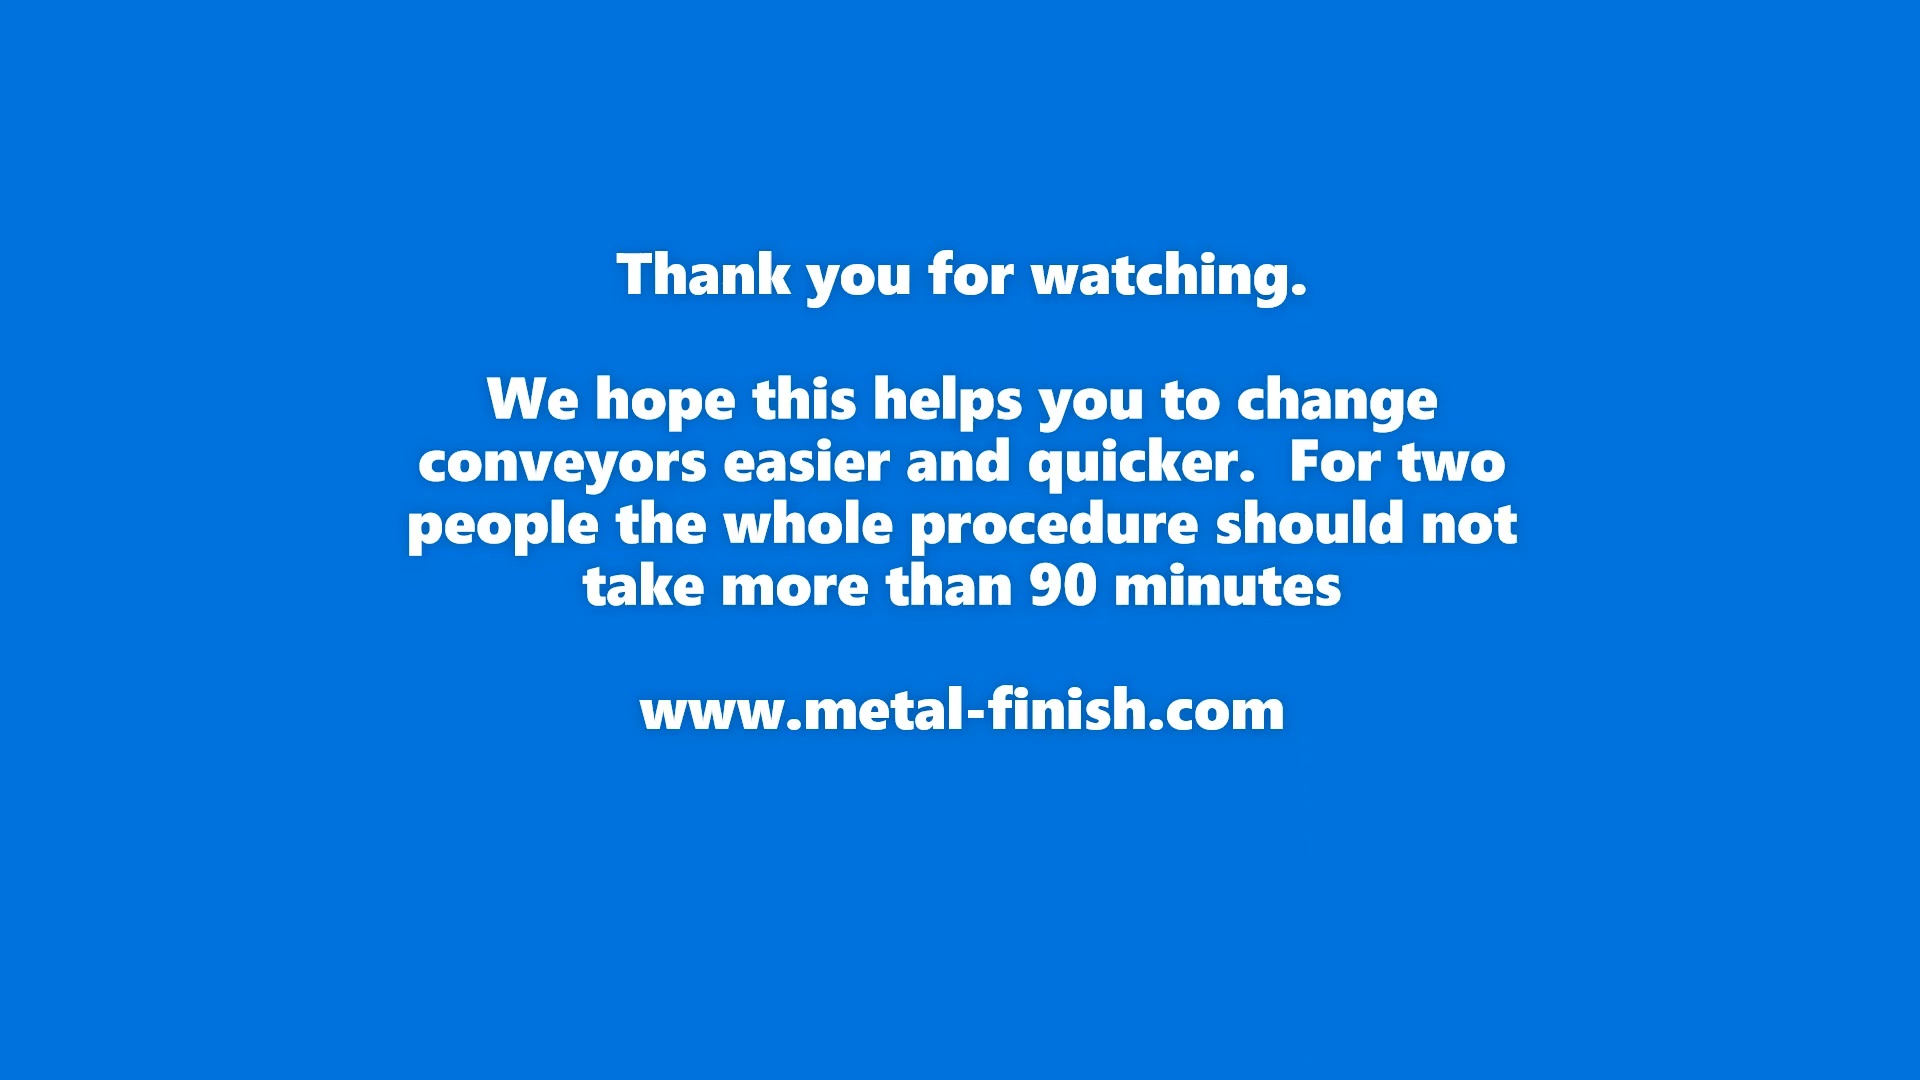 Thank you for watching.
We hope this helps you to change
conveyors easier and quicker.  For two
people the whole procedure should not
take more than 90 minutes
www.metal-finish.com